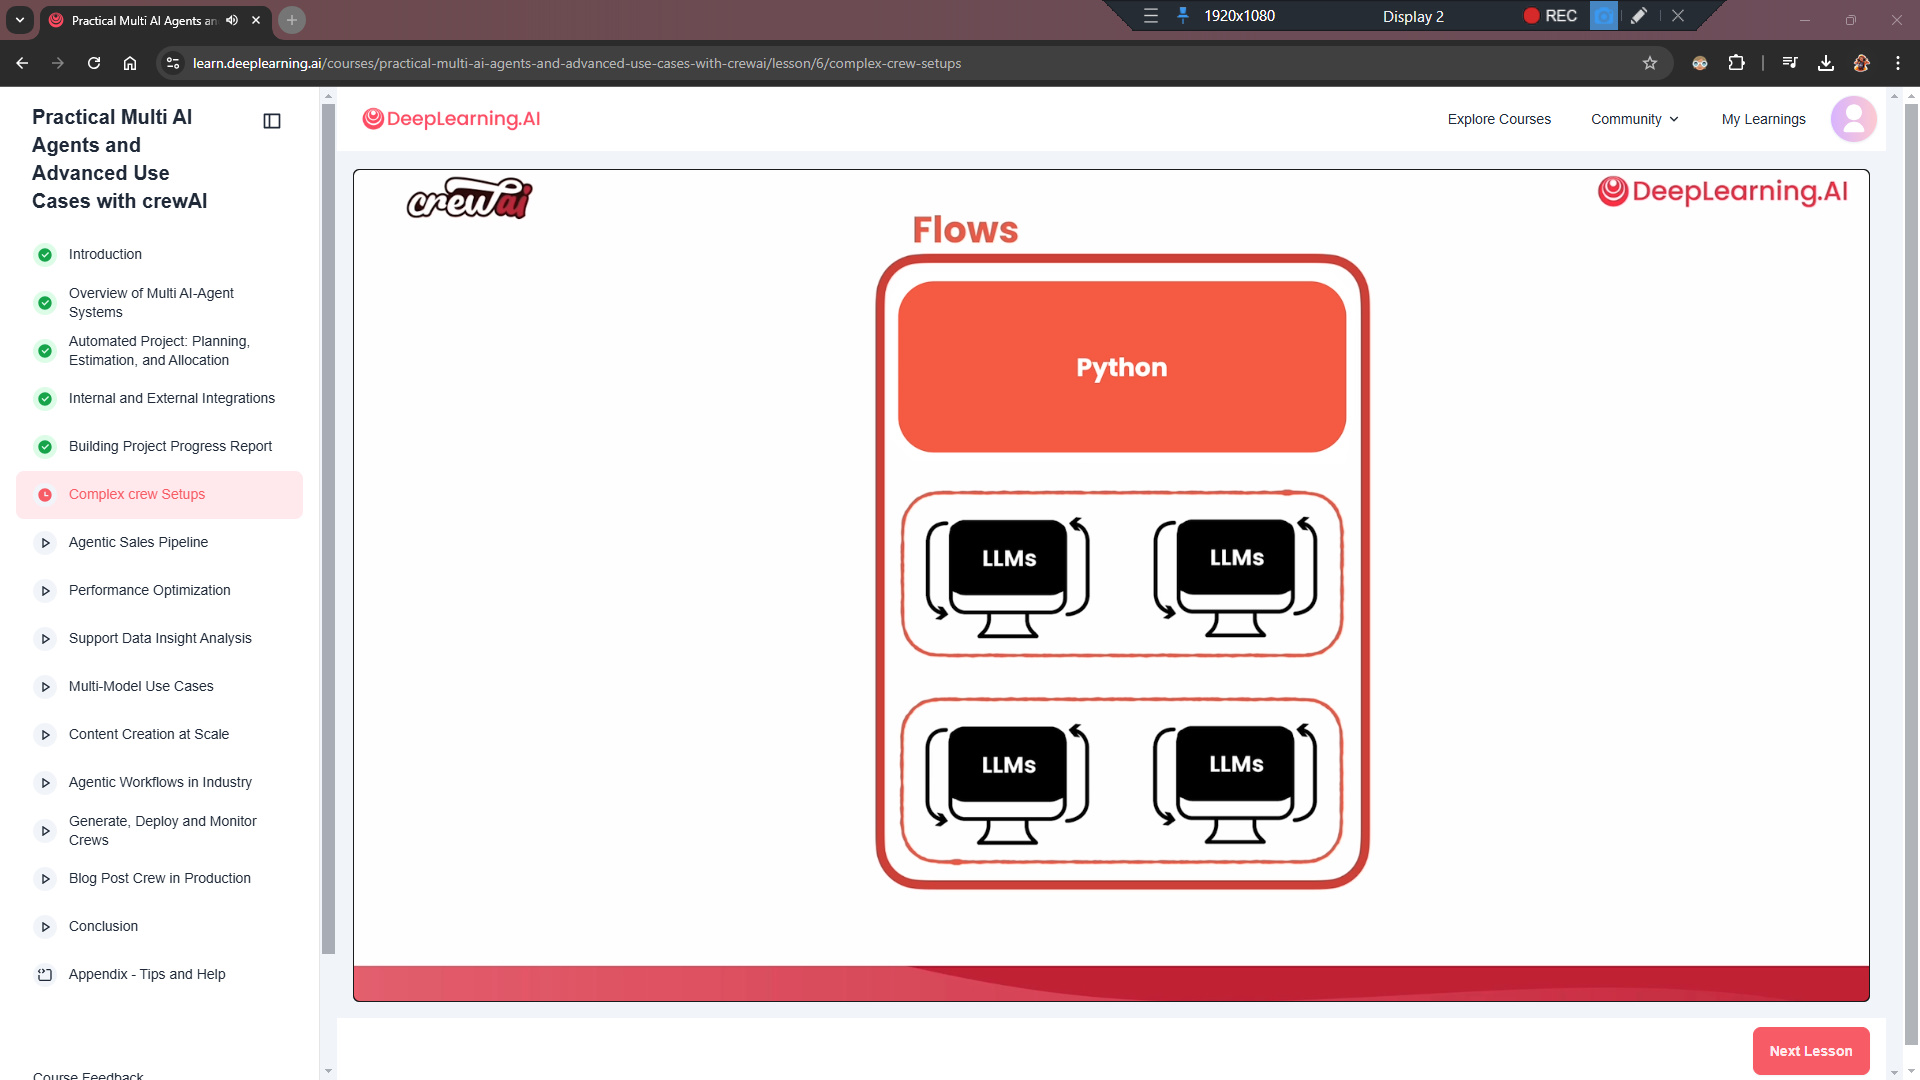 Practical Multi AI Agents an
1920x1080
Display 2
REC
learn.deeplearning.ai/courses/practical-multi-ai-agents-and-advanced-use-cases-with-crewai/lesson/6/complex-crew-setups
Practical Multi AI
Agents and
Advanced Use
Cases with crewAI
Introduction
Overview of Multi AI-Agent
Systems
Automated Project: Planning,
Estimation, and Allocation
Internal and External Integrations
Building Project Progress Report
Complex crew Setups
Agentic Sales Pipeline
Performance Optimization
Support Data Insight Analysis
Multi-Model Use Cases
Content Creation at Scale
Agentic Workflows in Industry
Generate, Deploy and Monitor
Crews
Blog Post Crew in Production
Conclusion
Appendix - Tips and Help
Course Feedback
DeepLearning.AI
Explore Courses
Community
My Learnings
crewai
DeepLearning.AI
Flows
Python
LLMs
LLMs
LLMs
LLMs
Next Lesson